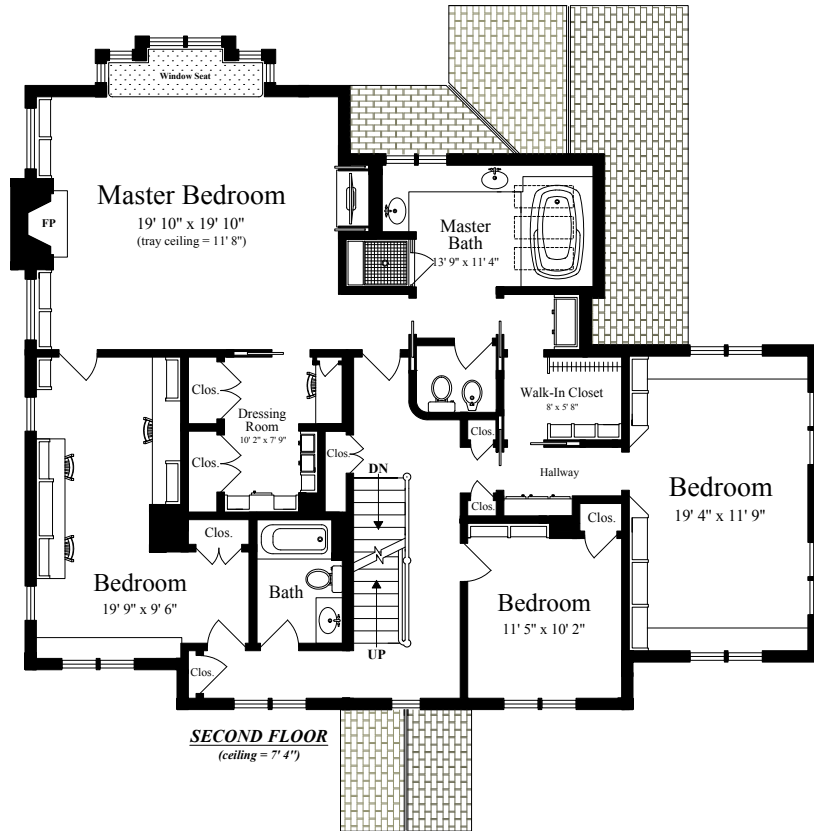 Window Seat
Master Bedroom
19' 10" x 19' 10"
(tray ceiling = 11' 8")
FP
Master
Bath
13' 9" x 11' 4"
Clos.
Dressing
Room
10' 2" x 7' 9"
Clos.
Clos.
DN
UP
Clos.
Walk-In Closet
8' x 5' 8"
Hallway
Clos.
Clos.
Bedroom
19' 4" x 11' 9"
Bedroom
11' 5" x 10' 2"
Clos.
Bath
Bedroom
19' 9" x 9' 6"
Clos.
SECOND FLOOR
(ceiling = 7' 4")